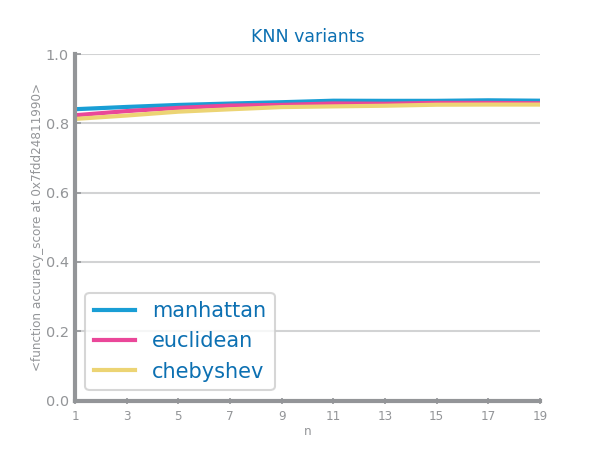 KNN variants
<function accuracy_score at 0x7fdd24811990>
1.0
0.8
0.6
0.4
0.2
0.0
manhattan
euclidean
chebyshev
1 3 5 7 9 11 13 15 17 19
n